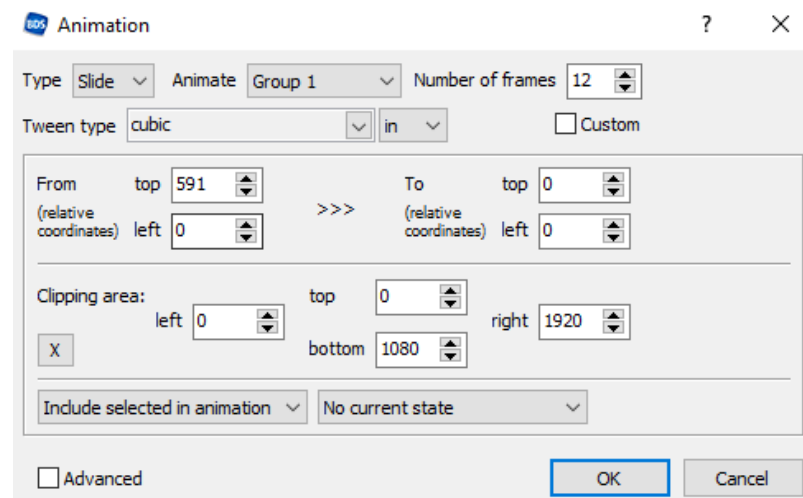 BDS Animation ? X
Type Slide Animate Group 1 Number of frames 12
Tween type cubic in Custom
From top 591 >>> To top 0
(relative coordinates) left 0 (relative coordinates) left 0
Clipping area: left 0 top 0 right 1920
X bottom 1080
Include selected in animation No current state
Advanced OK Cancel